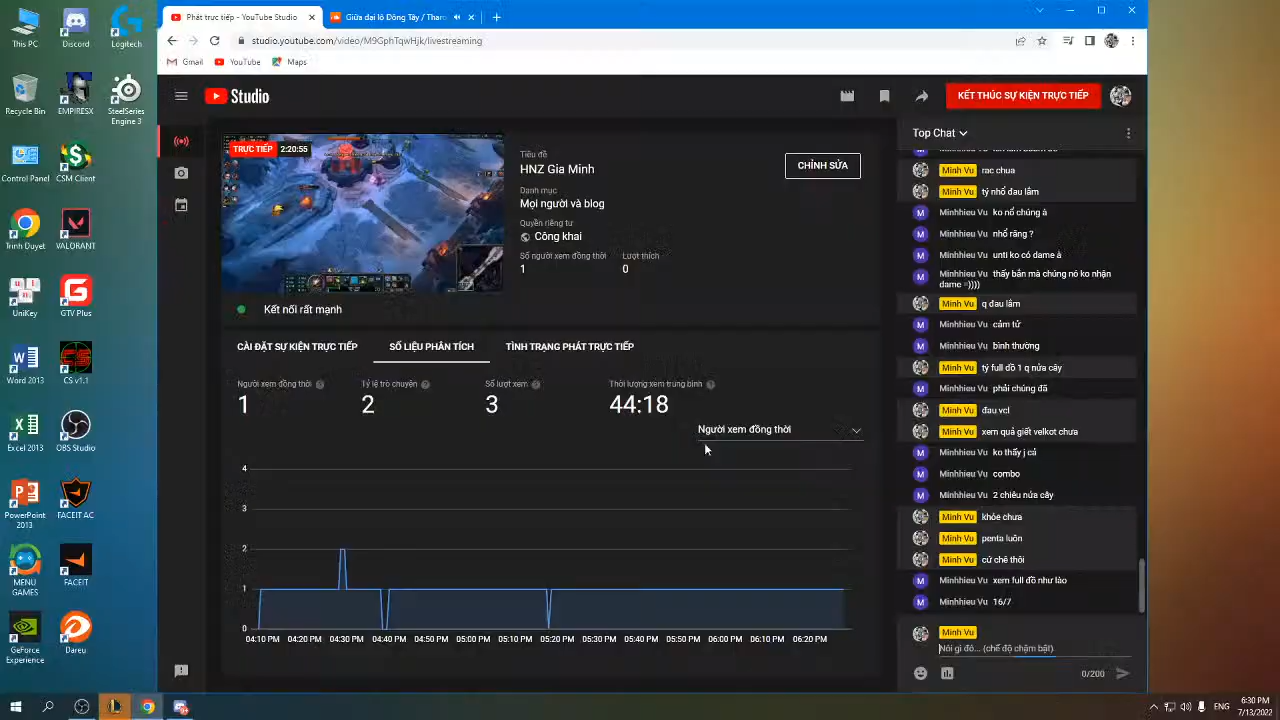 This PC
Discord
Logitech
Recycle Bin
EMPIRESX
SteelSeries Engine 3
Control Panel
CSM Client
Trinh Duyet
VALORANT
UniKey
GTV Plus
Word 2013
CS v1.1
Excel 2013
OBS Studio
PowerPoint 2013
FACEIT AC
MENU GAMES
FACEIT
GeForce Experience
Dareu
Phát trực tiếp - YouTube Studio
Giữa đại lộ Đông Tây / Thard
studio.youtube.com/video/M9GphTqwHjk/livestreaming
Gmail
YouTube
Maps
Studio
KẾT THÚC SỰ KIỆN TRỰC TIẾP
TRỰC TIẾP 2:20:55
Tiêu đề
HNZ Gia Minh
CHỈNH SỬA
Danh mục
Mọi người và blog
Quyền riêng tư
Công khai
Số người xem đồng thời
Lượt thích
1
0
Kết nối rất mạnh
CÀI ĐẶT SỰ KIỆN TRỰC TIẾP
SỐ LIỆU PHÂN TÍCH
TÌNH TRẠNG PHÁT TRỰC TIẾP
Người xem đồng thời
Tỷ lệ trò chuyện
Số lượt xem
Thời lượng xem trung bình
1
2
3
44:18
Người xem đồng thời
4
3
2
1
0
04:10 PM 04:20 PM 04:30 PM 04:40 PM 04:50 PM 05:00 PM 05:10 PM 05:20 PM 05:30 PM 05:40 PM 05:50 PM 06:00 PM 06:10 PM 06:20 PM
Top Chat
Minh Vu rac chua
Minh Vu tý nhổ đau lắm
Minhhieu Vu ko nổ chúng à
Minhhieu Vu nhổ răng ?
Minhhieu Vu unti ko có dame à
Minhhieu Vu thấy bắn mà chúng nó ko nhận
dame =))))
Minh Vu q đau lắm
Minhhieu Vu cảm tử
Minhhieu Vu bình thường
Minh Vu tý full đồ 1 q nửa cây
Minhhieu Vu phải chúng đã
Minh Vu đau vcl
Minh Vu xem quả giết velkot chưa
Minhhieu Vu ko thấy j cả
Minhhieu Vu combo
Minhhieu Vu 2 chiêu nửa cây
Minh Vu khỏe chưa
Minh Vu penta luôn
Minh Vu cứ chê thôi
Minhhieu Vu xem full đồ như lào
Minhhieu Vu 16/7
Minh Vu
Nói gì đó... (chế độ chậm bật)
0/200
ENG
6:30 PM
7/13/2022